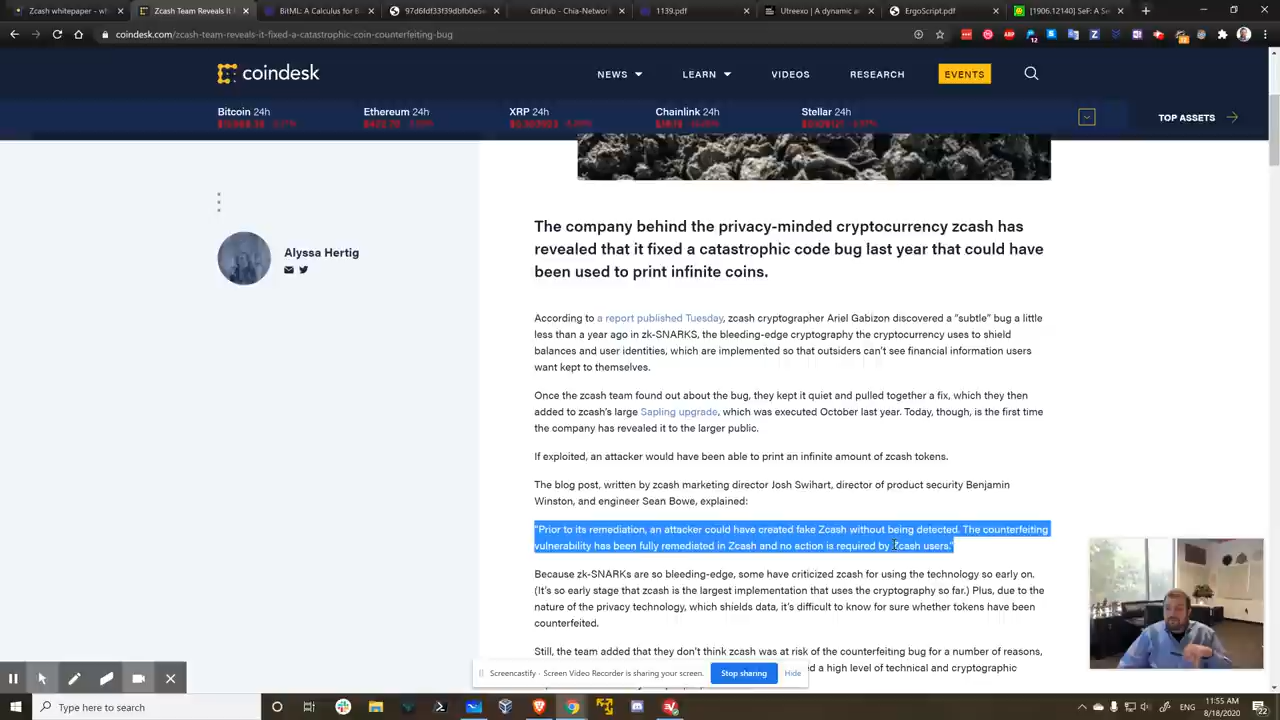 Zcash whitepaper - w
Zcash Team Reveals It
BitML: A Calculus for B
97d6fdf33f39dbfb0e5
GitHub - Chia-Networ
1139.pdf
Utreexo | A dynamic a
ErgoScript.pdf
[1906.12140] SeF: A Se
coindesk.com/zcash-team-reveals-it-fixed-a-catastrophic-coin-counterfeiting-bug
coindesk
NEWS LEARN VIDEOS RESEARCH EVENTS
Bitcoin 24h Ethereum 24h XRP 24h Chainlink 24h Stellar 24h
TOP ASSETS
Alyssa Hertig
The company behind the privacy-minded cryptocurrency zcash has
revealed that it fixed a catastrophic code bug last year that could have
been used to print infinite coins.
According to a report published Tuesday, zcash cryptographer Ariel Gabizon discovered a “subtle” bug a little
less than a year ago in zk-SNARKS, the bleeding-edge cryptography the cryptocurrency uses to shield
balances and user identities, which are implemented so that outsiders can’t see financial information users
want kept to themselves.
Once the zcash team found out about the bug, they kept it quiet and pulled together a fix, which they then
added to zcash’s large Sapling upgrade, which was executed October last year. Today, though, is the first time
the company has revealed it to the larger public.
If exploited, an attacker would have been able to print an infinite amount of zcash tokens.
The blog post, written by zcash marketing director Josh Swihart, director of product security Benjamin
Winston, and engineer Sean Bowe, explained:
“Prior to its remediation, an attacker could have created fake Zcash without being detected. The counterfeiting
vulnerability has been fully remediated in Zcash and no action is required by Zcash users.”
Because zk-SNARKs are so bleeding-edge, some have criticized zcash for using the technology so early on.
(It’s so early stage that zcash is the largest implementation that uses the cryptography so far.) Plus, due to the
nature of the privacy technology, which shields data, it’s difficult to know for sure whether tokens have been
counterfeited.
Still, the team added that they don’t think zcash was at risk of the counterfeiting bug for a number of reasons,
d a high level of technical and cryptographic
Screencastify - Screen Video Recorder is sharing your screen.
Stop sharing
Hide
Type here to search
11:55 AM
8/18/2020